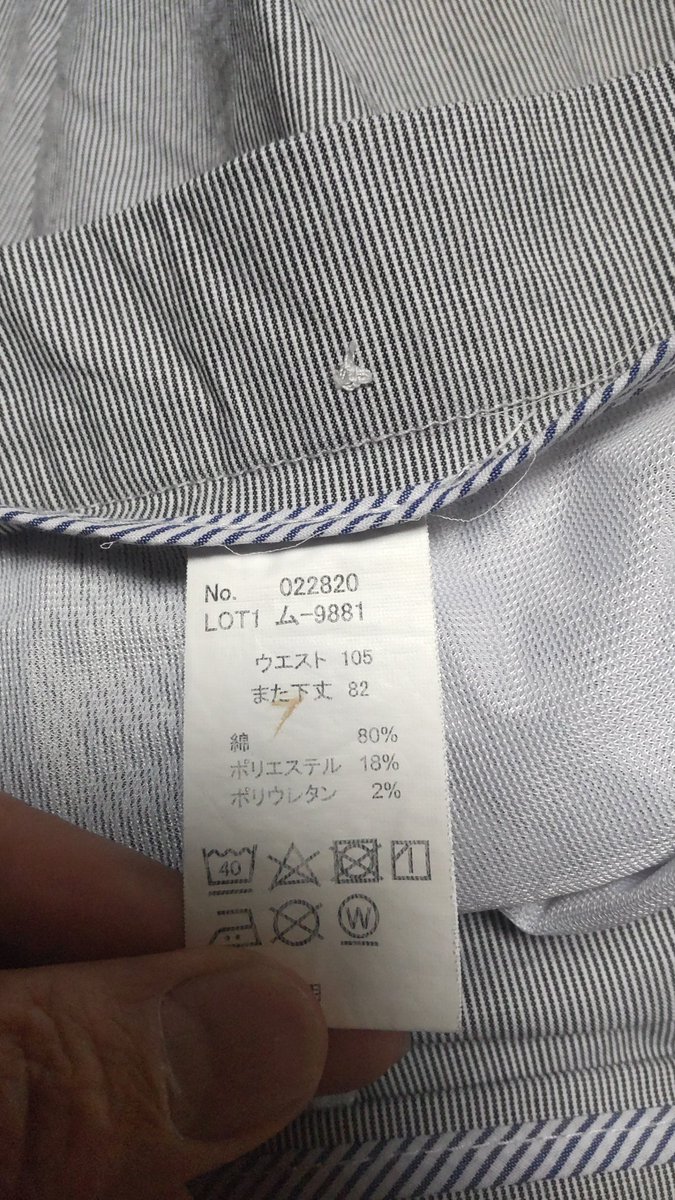 No. 022820
LOT1 ム-9881
ウエスト 105
また下丈 82
綿 80%
ポリエステル 18%
ポリウレタン 2%
40
W